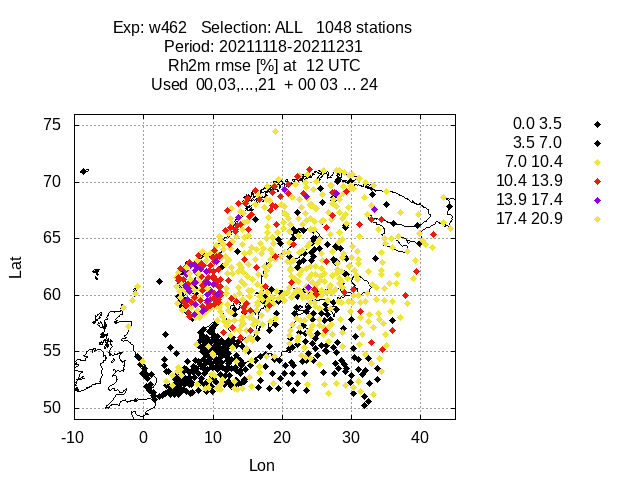 Exp: w462 Selection: ALL 1048 stations
Period: 20211118-20211231
Rh2m rmse [%] at 12 UTC
Used 00,03,...,21 + 00 03 ... 24
0.0 3.5
3.5 7.0
7.0 10.4
10.4 13.9
13.9 17.4
17.4 20.9
Lat
75
70
65
60
55
50
-10 0 10 20 30 40
Lon